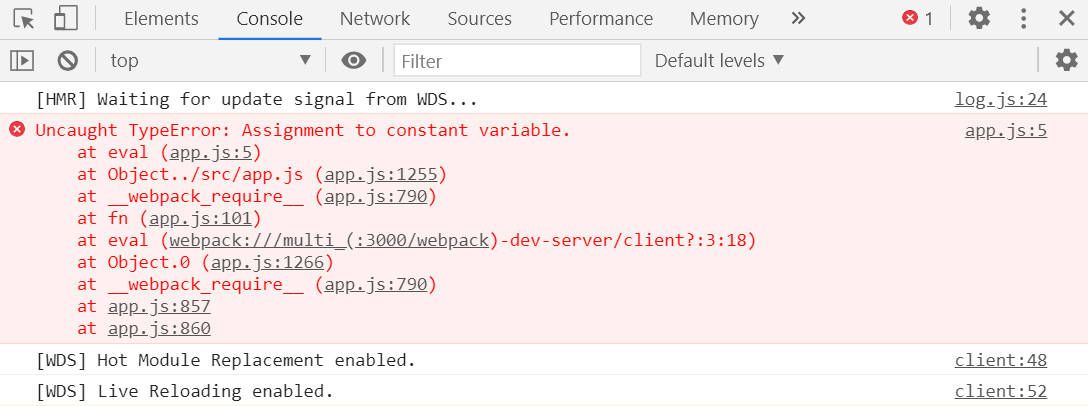 Elements Console Network Sources Performance Memory » 1
top ▼ Filter Default levels ▼
[HMR] Waiting for update signal from WDS... log.js:24
Uncaught TypeError: Assignment to constant variable. app.js:5
at eval (app.js:5)
at Object../src/app.js (app.js:1255)
at __webpack_require__ (app.js:790)
at fn (app.js:101)
at eval (webpack:///multi_(:3000/webpack)-dev-server/client?:3:18)
at Object.0 (app.js:1266)
at __webpack_require__ (app.js:790)
at app.js:857
at app.js:860
[WDS] Hot Module Replacement enabled. client:48
[WDS] Live Reloading enabled. client:52